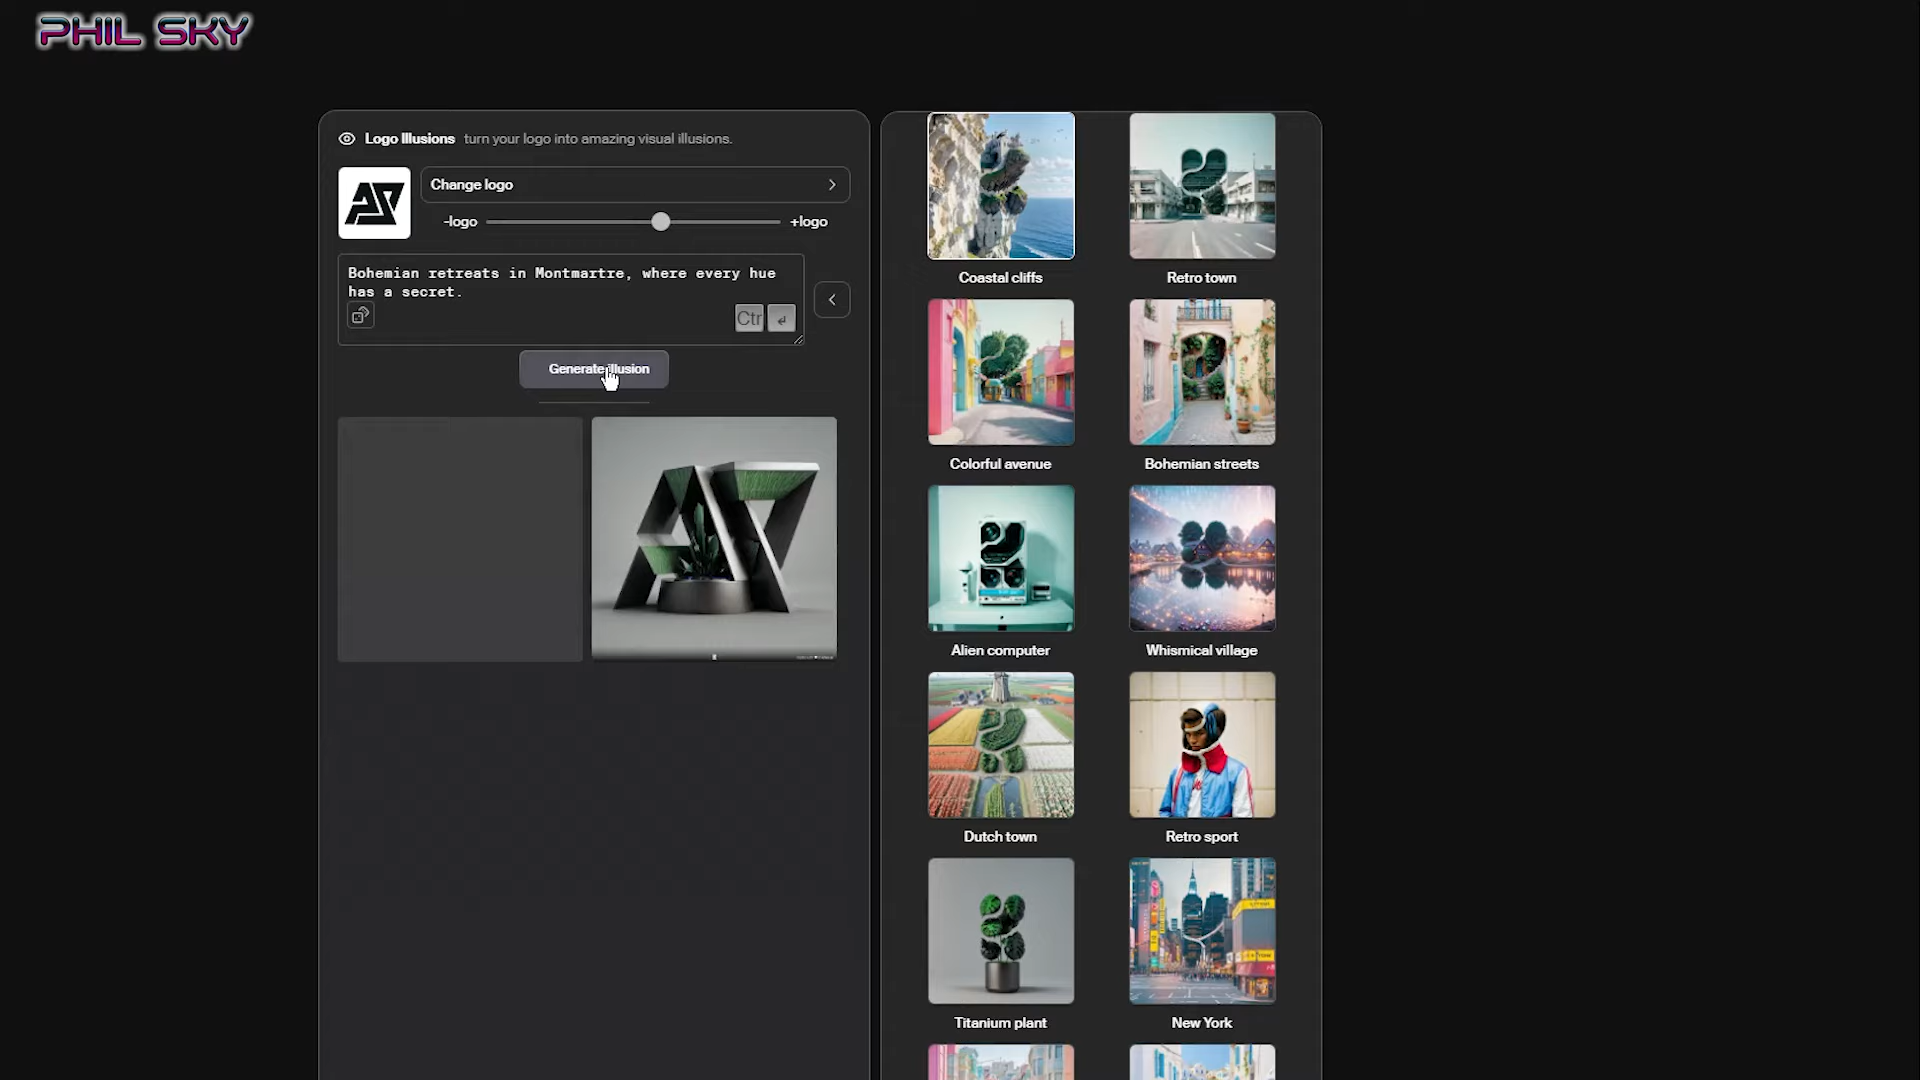 PHIL SKY
Logo Illusions turn your logo into amazing visual illusions.
Change logo
-logo +logo
Bohemian retreats in Montmartre, where every hue
has a secret.
Ctr ↲
Generate illusion
Coastal cliffs
Retro town
Colorful avenue
Bohemian streets
Alien computer
Whismical village
Dutch town
Retro sport
Titanium plant
New York